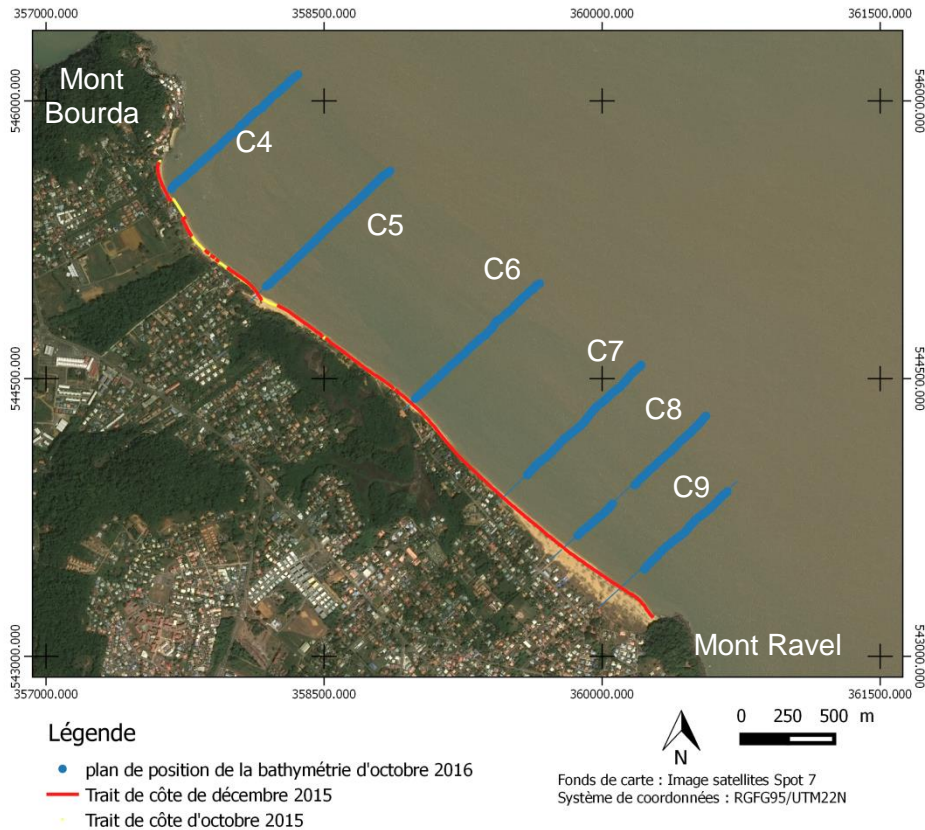 357000.000 358500.000 360000.000 361500.000
546000.000
546000.000
544500.000
544500.000
543000.000
543000.000
Mont
Bourda
C4
C5
C6
C7
C8
C9
Mont Ravel
357000.000 358500.000 360000.000 361500.000
Légende
plan de position de la bathymétrie d'octobre 2016
Trait de côte de décembre 2015
Trait de côte d'octobre 2015
N
0 250 500 m
Fonds de carte : Image satellites Spot 7
Système de coordonnées : RGFG95/UTM22N